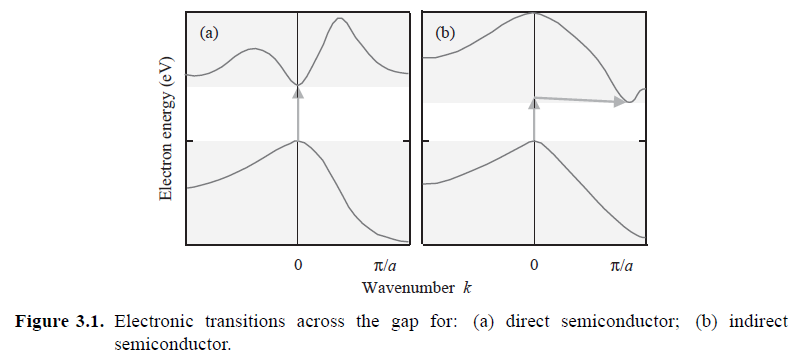 (a)
(b)
Electron energy (eV)
0
π/a
0
π/a
Wavenumber k
Figure 3.1. Electronic transitions across the gap for: (a) direct semiconductor; (b) indirect
semiconductor.